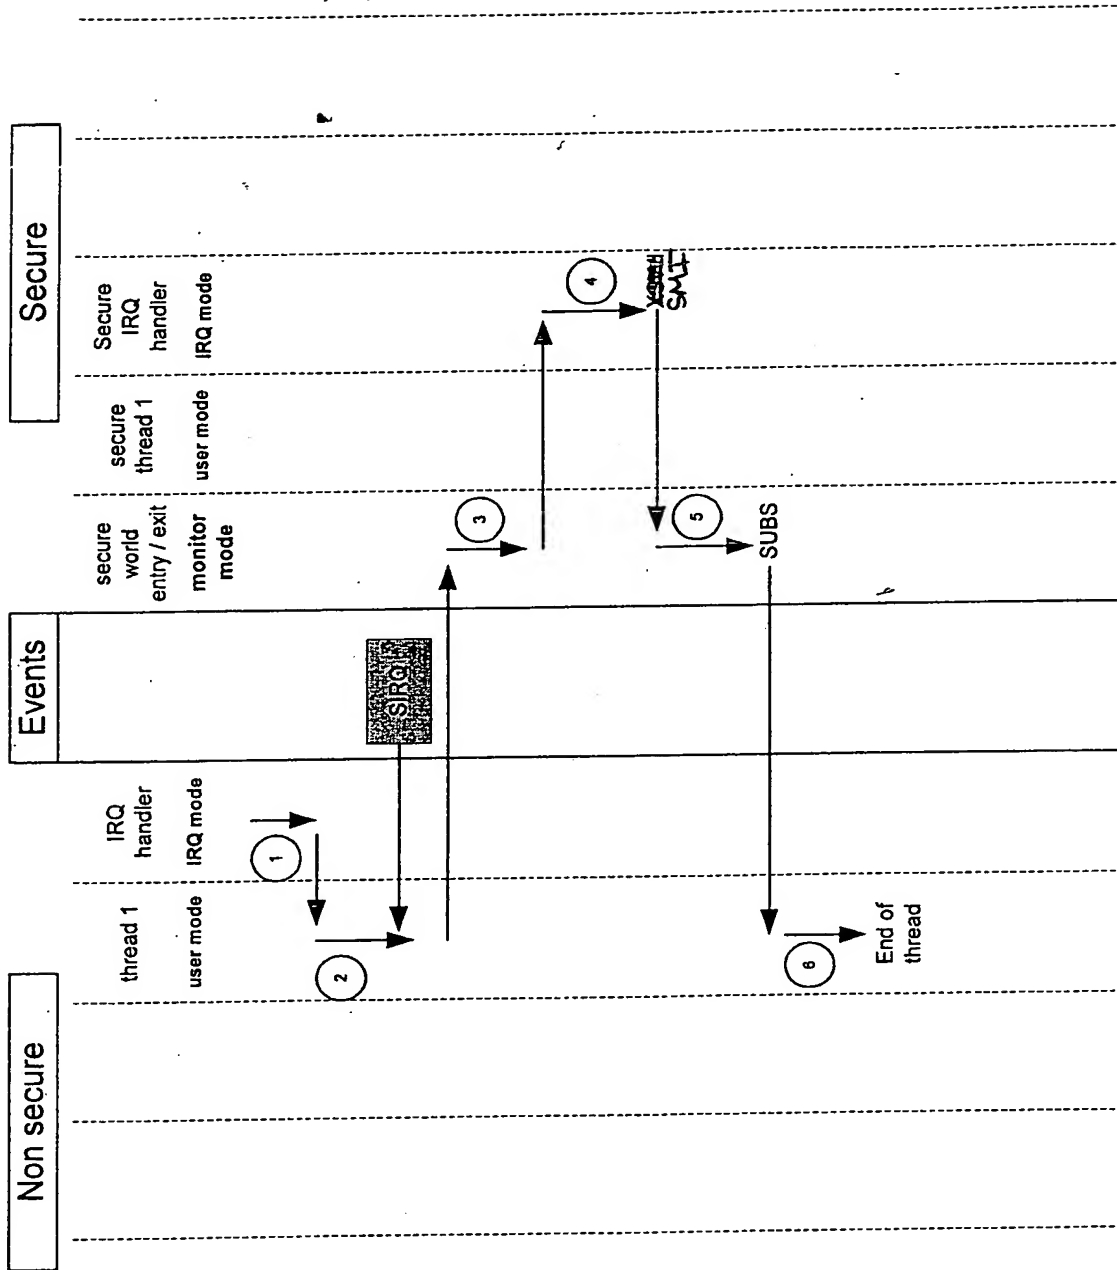 Non secure
Events
Secure
thread 1
user mode
IRQ
handler
IRQ mode
secure
world
entry / exit
monitor
mode
secure
thread 1
user mode
Secure
IRQ
handler
IRQ mode
1
2
SIRQ
3
4
SMI
5
SUBS
6
End of
thread